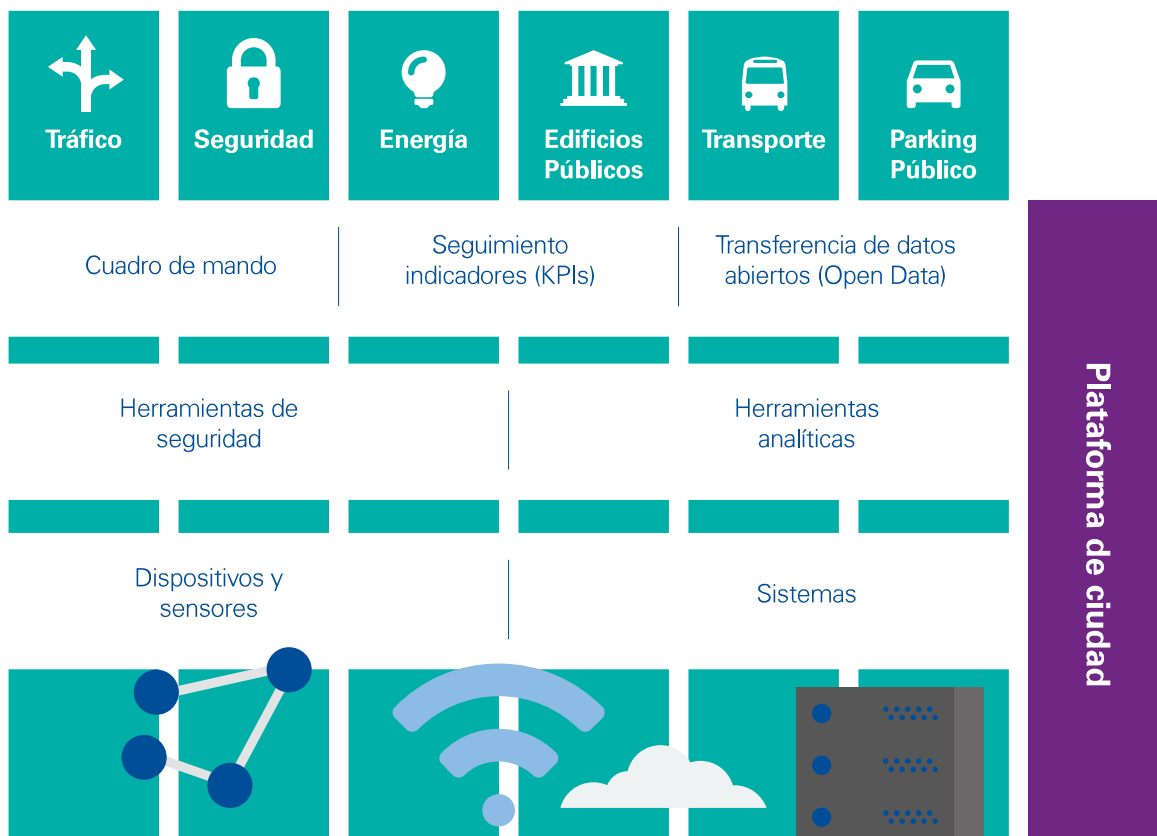 Tráfico
Seguridad
Energía
Edificios
Públicos
Transporte
Parking
Público
Cuadro de mando
Seguimiento
indicadores (KPIs)
Transferencia de datos
abiertos (Open Data)
Herramientas de
seguridad
Herramientas
analíticas
Dispositivos y
sensores
Sistemas
Plataforma de ciudad